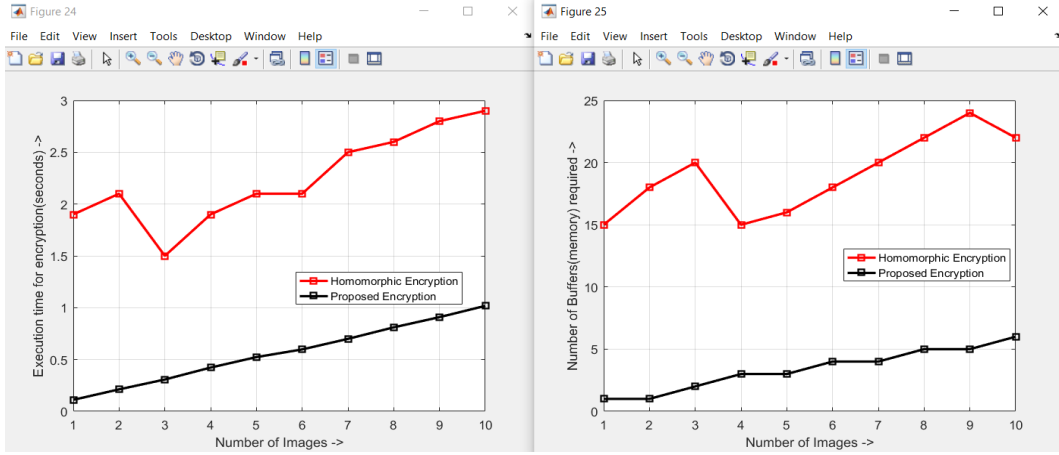 Figure 24
File Edit View Insert Tools Desktop Window Help
3
2.5
2
1.5
1
0.5
0
Execution time for encryption(seconds) ->
Homomorphic Encryption
Proposed Encryption
1 2 3 4 5 6 7 8 9 10
Number of Images ->
Figure 25
File Edit View Insert Tools Desktop Window Help
25
20
15
10
5
0
Number of Buffers(memory) required ->
Homomorphic Encryption
Proposed Encryption
1 2 3 4 5 6 7 8 9 10
Number of Images ->